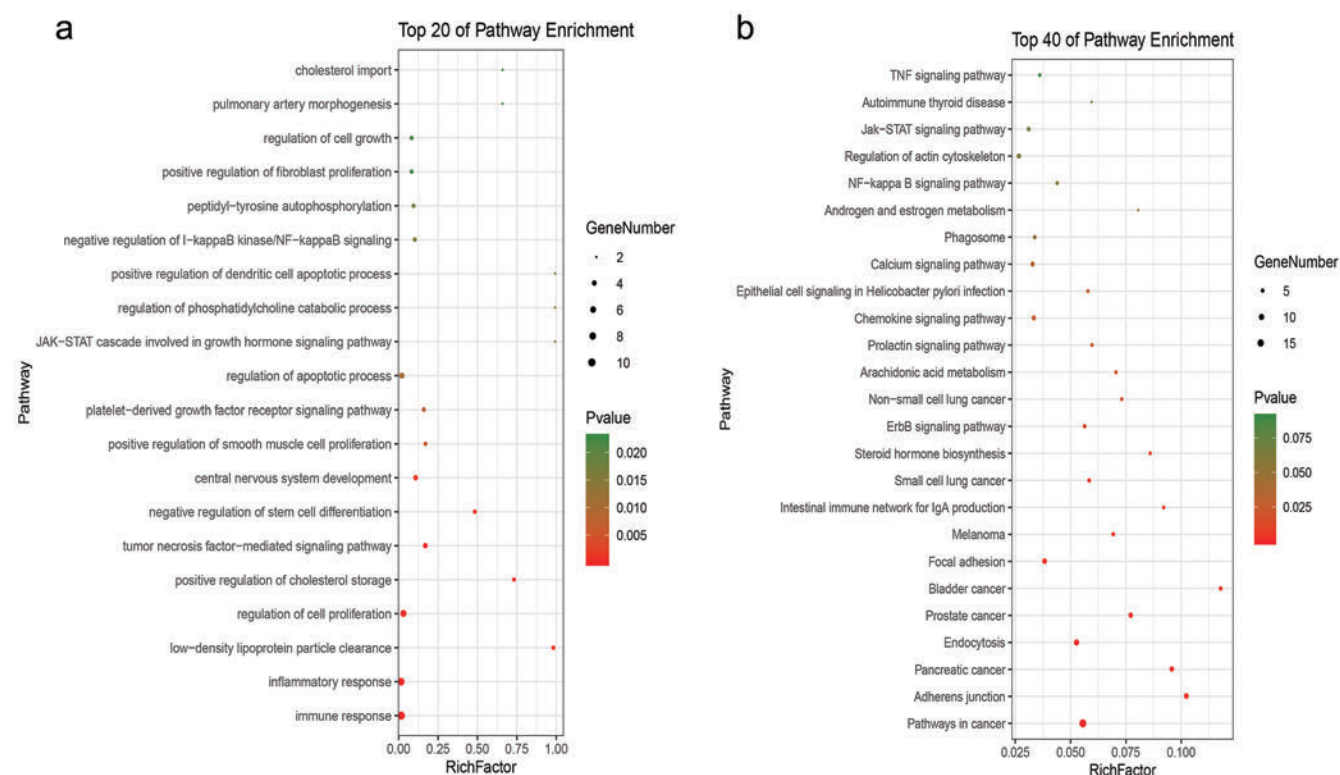 a
Top 20 of Pathway Enrichment
cholesterol import
pulmonary artery morphogenesis
regulation of cell growth
positive regulation of fibroblast proliferation
peptidyl-tyrosine autophosphorylation
negative regulation of I-kappaB kinase/NF-kappaB signaling
positive regulation of dendritic cell apoptotic process
regulation of phosphatidylcholine catabolic process
JAK-STAT cascade involved in growth hormone signaling pathway
regulation of apoptotic process
platelet-derived growth factor receptor signaling pathway
positive regulation of smooth muscle cell proliferation
central nervous system development
negative regulation of stem cell differentiation
tumor necrosis factor-mediated signaling pathway
positive regulation of cholesterol storage
regulation of cell proliferation
low-density lipoprotein particle clearance
inflammatory response
immune response
Pathway
0.00 0.25 0.50 0.75 1.00
RichFactor
GeneNumber
2
4
6
8
10
Pvalue
0.020
0.015
0.010
0.005
b
Top 40 of Pathway Enrichment
TNF signaling pathway
Autoimmune thyroid disease
Jak-STAT signaling pathway
Regulation of actin cytoskeleton
NF-kappa B signaling pathway
Androgen and estrogen metabolism
Phagosome
Calcium signaling pathway
Epithelial cell signaling in Helicobacter pylori infection
Chemokine signaling pathway
Prolactin signaling pathway
Arachidonic acid metabolism
Non-small cell lung cancer
ErbB signaling pathway
Steroid hormone biosynthesis
Small cell lung cancer
Intestinal immune network for IgA production
Melanoma
Focal adhesion
Bladder cancer
Prostate cancer
Endocytosis
Pancreatic cancer
Adherens junction
Pathways in cancer
Pathway
0.025 0.050 0.075 0.100
RichFactor
GeneNumber
5
10
15
Pvalue
0.075
0.050
0.025